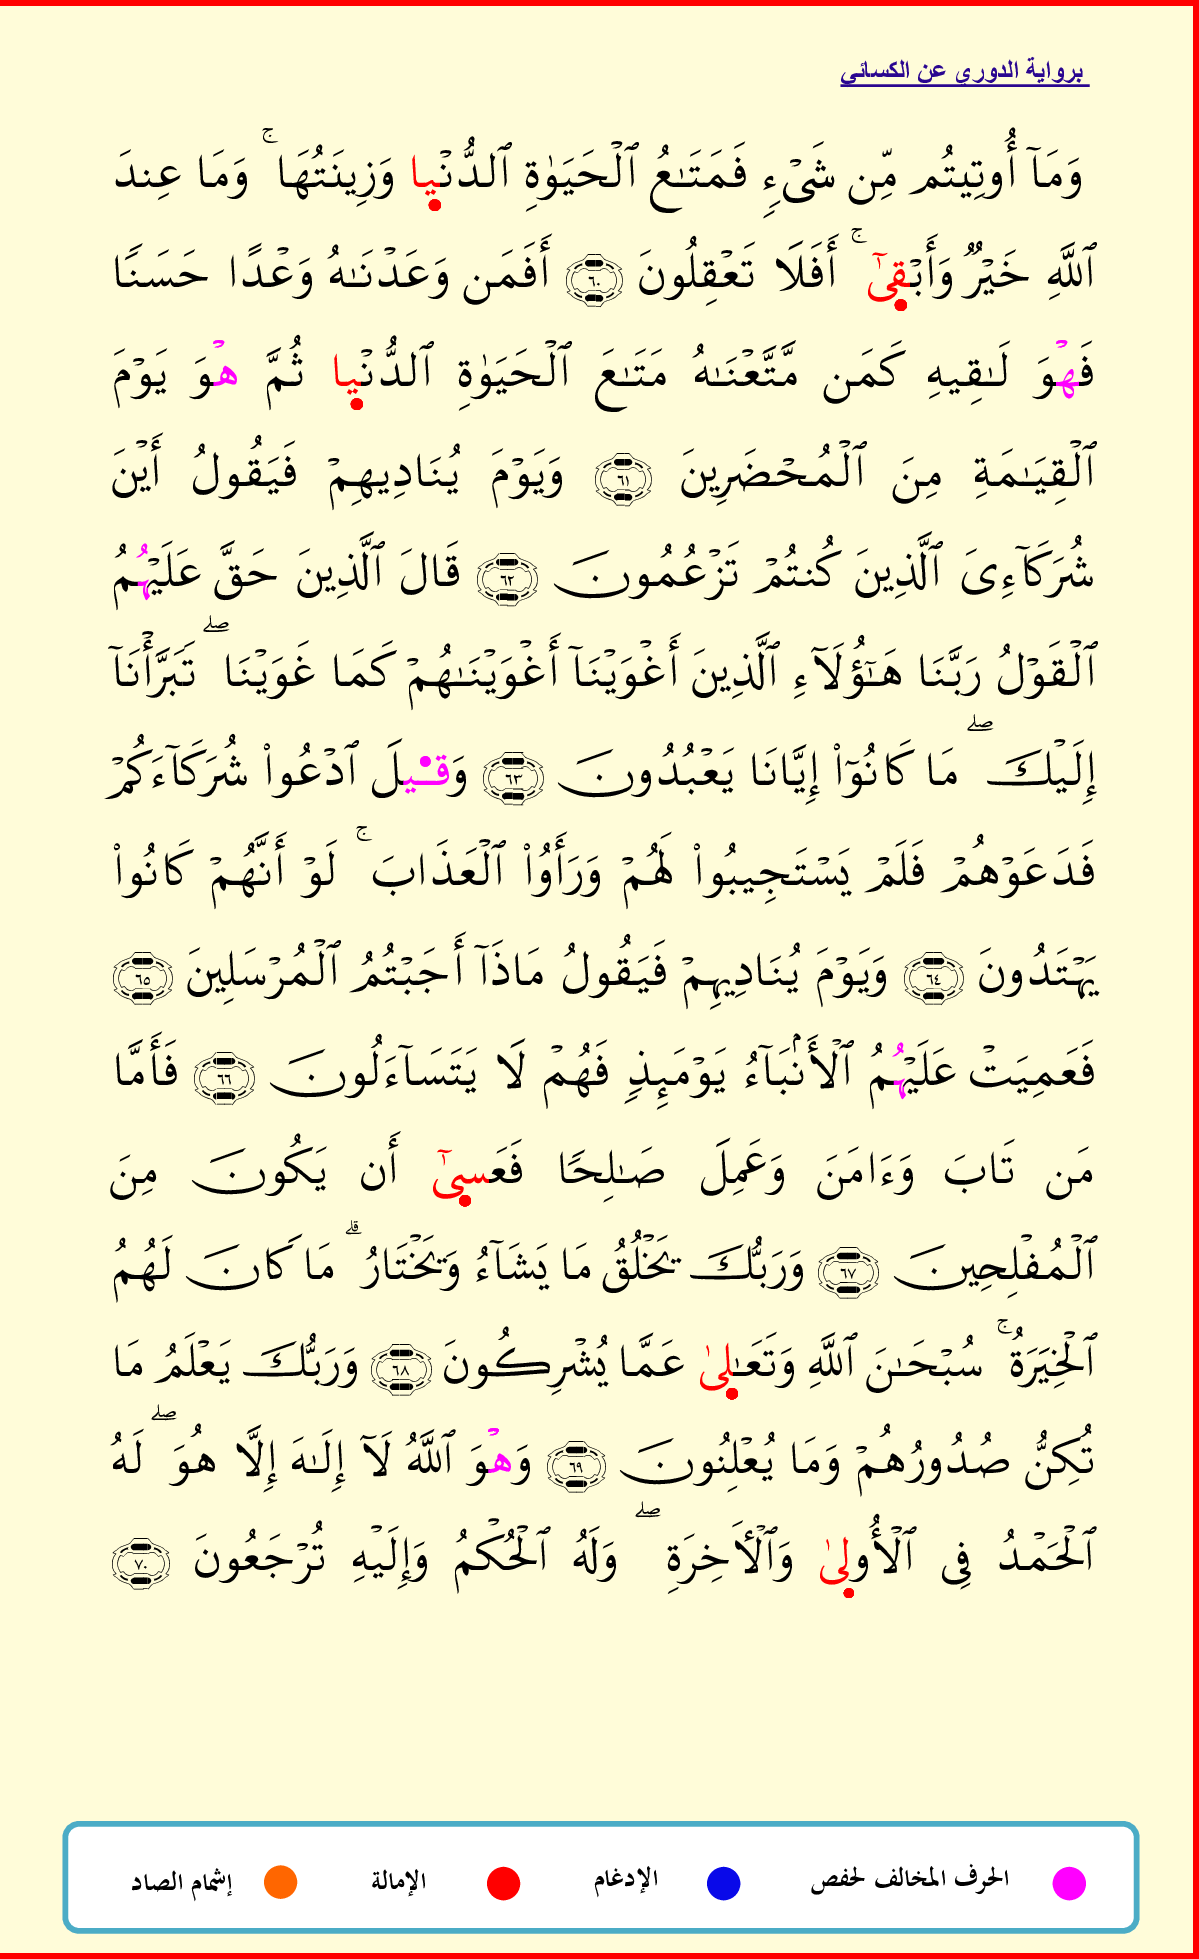 برواية الدوري عن الكسائي
وَمَآ أُوتِيتُم مِّن شَىْءٍ فَمَتَـٰعُ ٱلْحَيَوٰةِ ٱلدُّنْيا وَزِينَتُهَا ۚ وَمَا عِندَ
ٱللَّهِ خَيْرٌ وَأَبْقِىٰٓ ۚ أَفَلَا تَعْقِلُونَ ٦٠ أَفَمَن وَعَدْنَـٰهُ وَعْدًا حَسَنًا
فَهْوَ لَـٰقِيهِ كَمَن مَّتَّعْنَـٰهُ مَتَـٰعَ ٱلْحَيَوٰةِ ٱلدُّنْيا ثُمَّ هْوَ يَوْمَ
ٱلْقِيَـٰمَةِ مِنَ ٱلْمُحْضَرِينَ ٦١ وَيَوْمَ يُنَادِيهِمْ فَيَقُولُ أَيْنَ
شُرَكَآءِىَ ٱلَّذِينَ كُنتُمْ تَزْعُمُونَ ٦٢ قَالَ ٱلَّذِينَ حَقَّ عَلَيْهُمُ
ٱلْقَوْلُ رَبَّنَا هَـٰٓؤُلَآءِ ٱلَّذِينَ أَغْوَيْنَآ أَغْوَيْنَـٰهُمْ كَمَا غَوَيْنَا ۖ تَبَرَّأْنَآ
إِلَيْكَ ۖ مَا كَانُوٓا۟ إِيَّانَا يَعْبُدُونَ ٦٣ وَقـيلَ ٱدْعُوا۟ شُرَكَآءَكُمْ
فَدَعَوْهُمْ فَلَمْ يَسْتَجِيبُوا۟ لَهُمْ وَرَأَوُا۟ ٱلْعَذَابَ ۚ لَوْ أَنَّهُمْ كَانُوا۟
يَهْتَدُونَ ٦٤ وَيَوْمَ يُنَادِيهِمْ فَيَقُولُ مَاذَآ أَجَبْتُمُ ٱلْمُرْسَلِينَ ٦٥
فَعَمِيَتْ عَلَيْهُمُ ٱلْأَنۢبَآءُ يَوْمَئِذٍ فَهُمْ لَا يَتَسَآءَلُونَ ٦٦ فَأَمَّا
مَن تَابَ وَءَامَنَ وَعَمِلَ صَـٰلِحًا فَعَسِىٰٓ أَن يَكُونَ مِنَ
ٱلْمُفْلِحِينَ ٦٧ وَرَبُّكَ يَخْلُقُ مَا يَشَآءُ وَيَخْتَارُ ۗ مَا كَانَ لَهُمُ
ٱلْخِيَرَةُ ۚ سُبْحَـٰنَ ٱللَّهِ وَتَعَـٰلِىٰ عَمَّا يُشْرِكُونَ ٦٨ وَرَبُّكَ يَعْلَمُ مَا
تُكِنُّ صُدُورُهُمْ وَمَا يُعْلِنُونَ ٦٩ وَهْوَ ٱللَّهُ لَآ إِلَـٰهَ إِلَّا هُوَ ۖ لَهُ
ٱلْحَمْدُ فِى ٱلْأُولِىٰ وَٱلْـَٔاخِرَةِ ۖ وَلَهُ ٱلْحُكْمُ وَإِلَيْهِ تُرْجَعُونَ ٧٠
الحرف المخالف لحفص الإدغام الإمالة إشمام الصاد